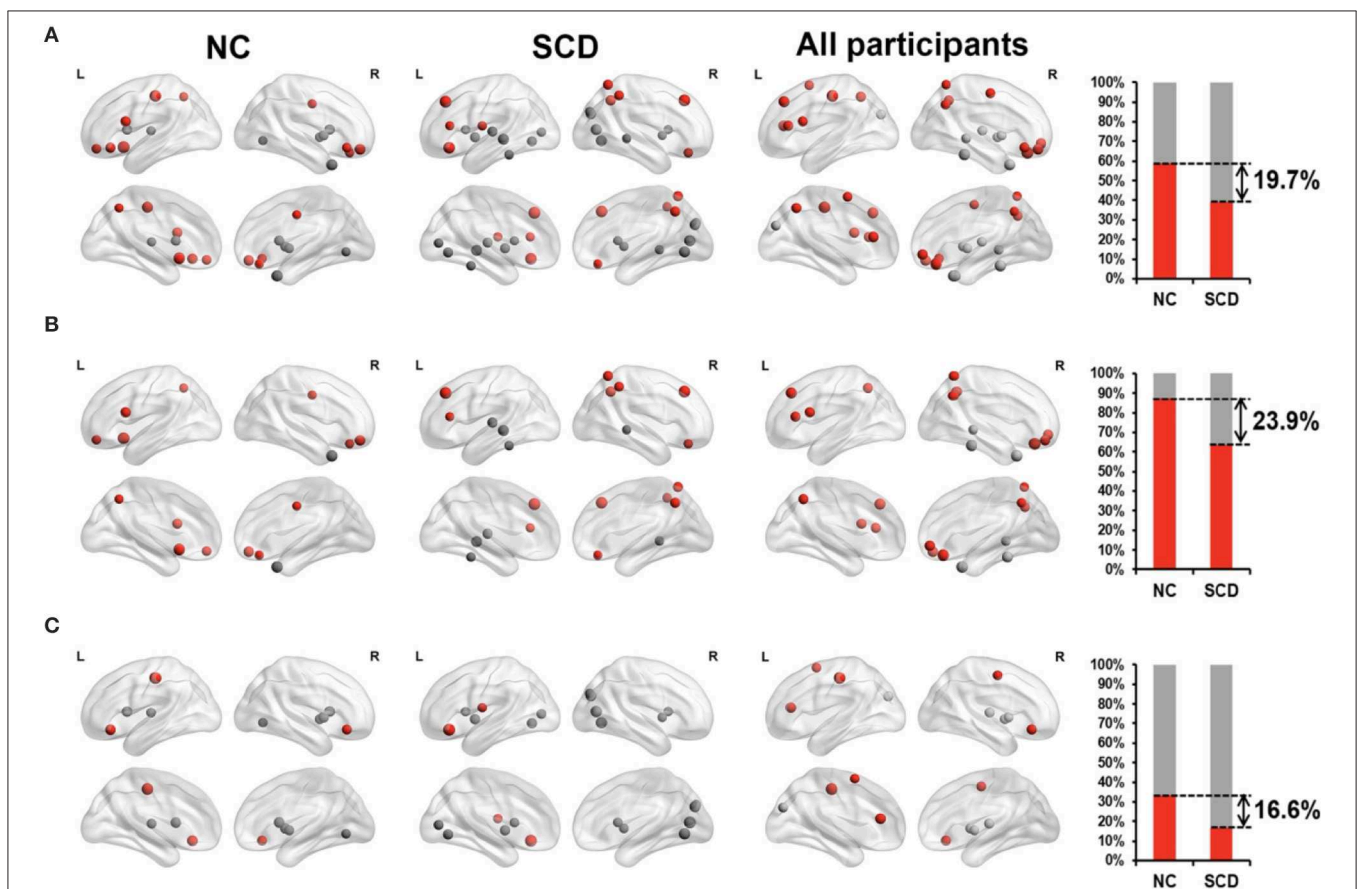 A
NC
SCD
All participants
L
R
L
R
L
R
100%
90%
80%
70%
60%
50%
40%
30%
20%
10%
0%
19.7%
NC
SCD
B
L
R
L
R
L
R
100%
90%
80%
70%
60%
50%
40%
30%
20%
10%
0%
23.9%
NC
SCD
C
L
R
L
R
L
R
100%
90%
80%
70%
60%
50%
40%
30%
20%
10%
0%
16.6%
NC
SCD